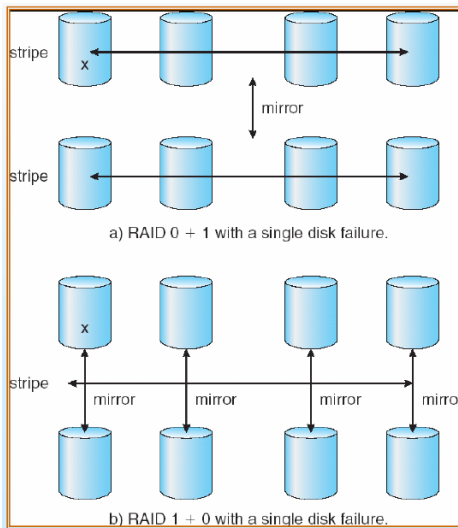 stripe
x
mirror
stripe
a) RAID 0 + 1 with a single disk failure.
x
stripe
mirror mirror mirror mirro
b) RAID 1 + 0 with a single disk failure.